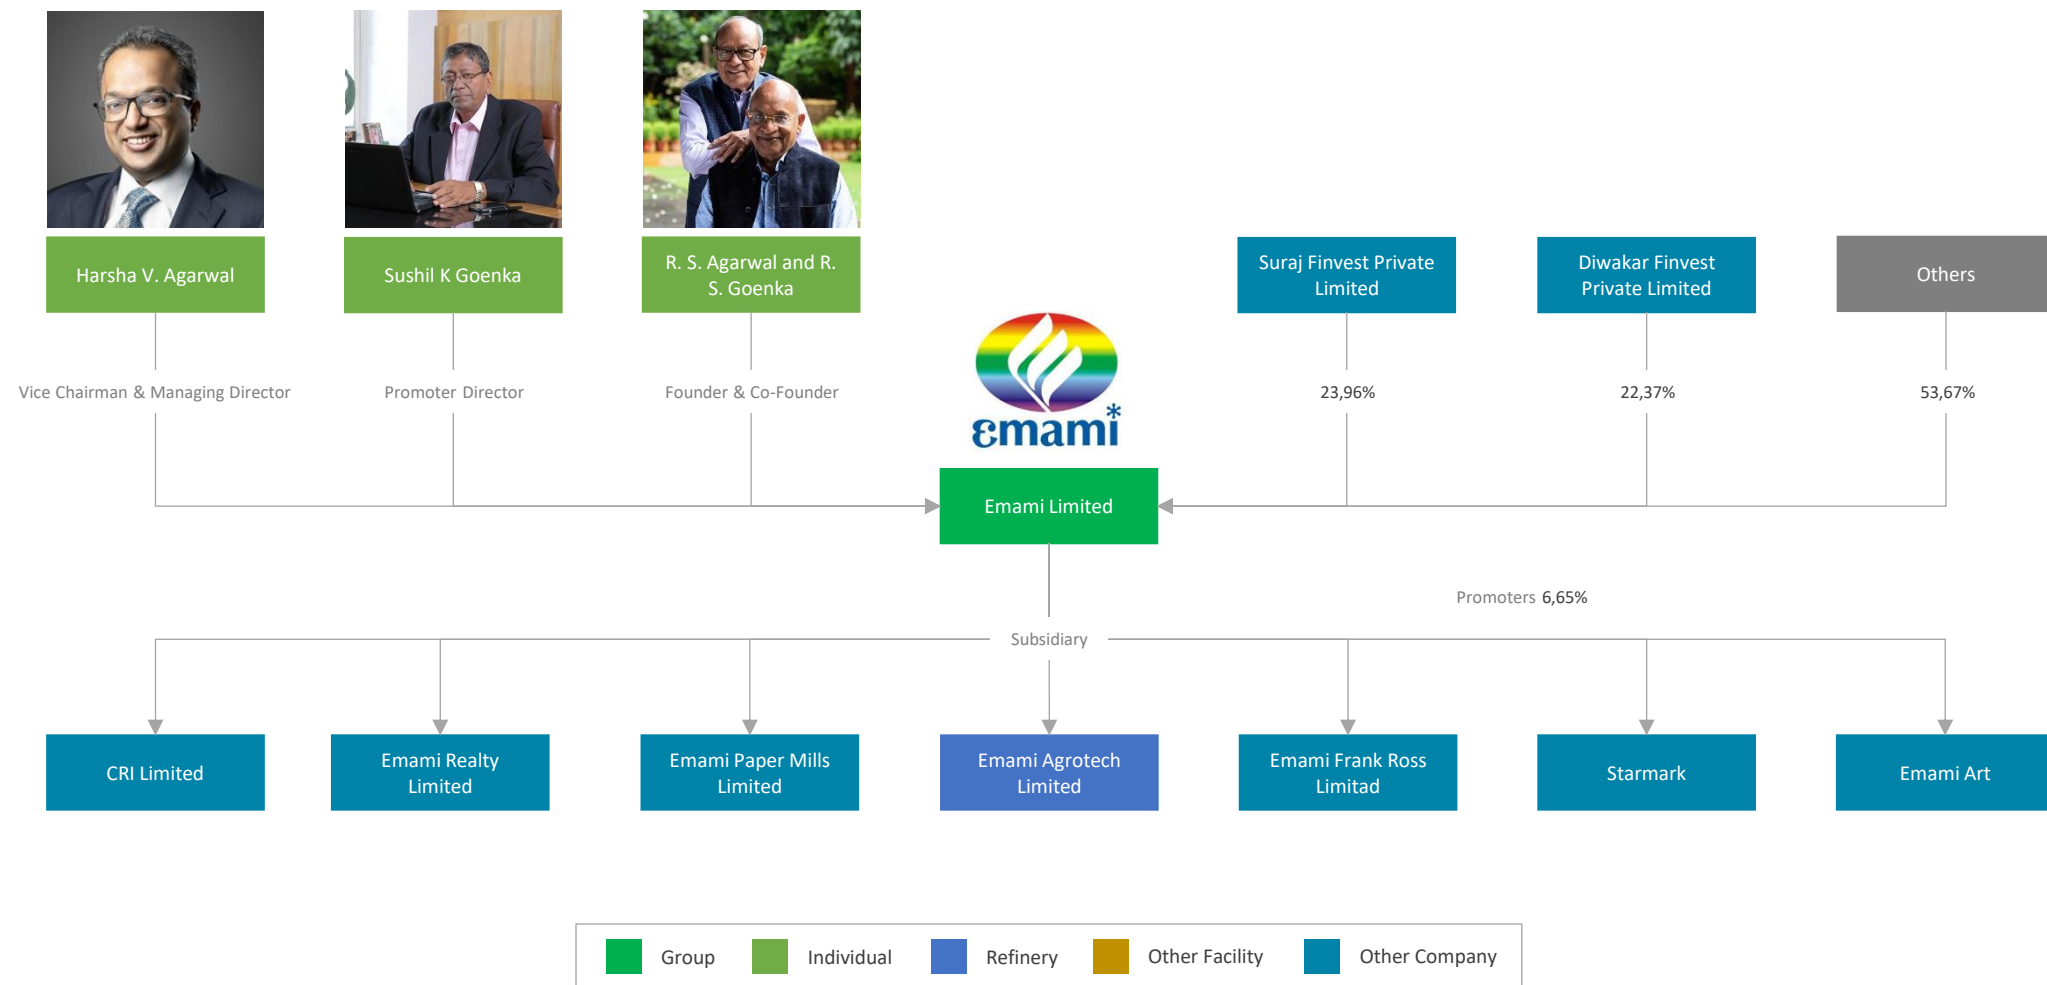 Harsha V. Agarwal
Sushil K Goenka
R. S. Agarwal and R.
S. Goenka
Suraj Finvest Private
Limited
Diwakar Finvest
Private Limited
Others
Vice Chairman & Managing Director
Promoter Director
Founder & Co-Founder
23,96%
22,37%
53,67%
εmami*
Emami Limited
Promoters 6,65%
Subsidiary
CRI Limited
Emami Realty
Limited
Emami Paper Mills
Limited
Emami Agrotech
Limited
Emami Frank Ross
Limitad
Starmark
Emami Art
Group
Individual
Refinery
Other Facility
Other Company